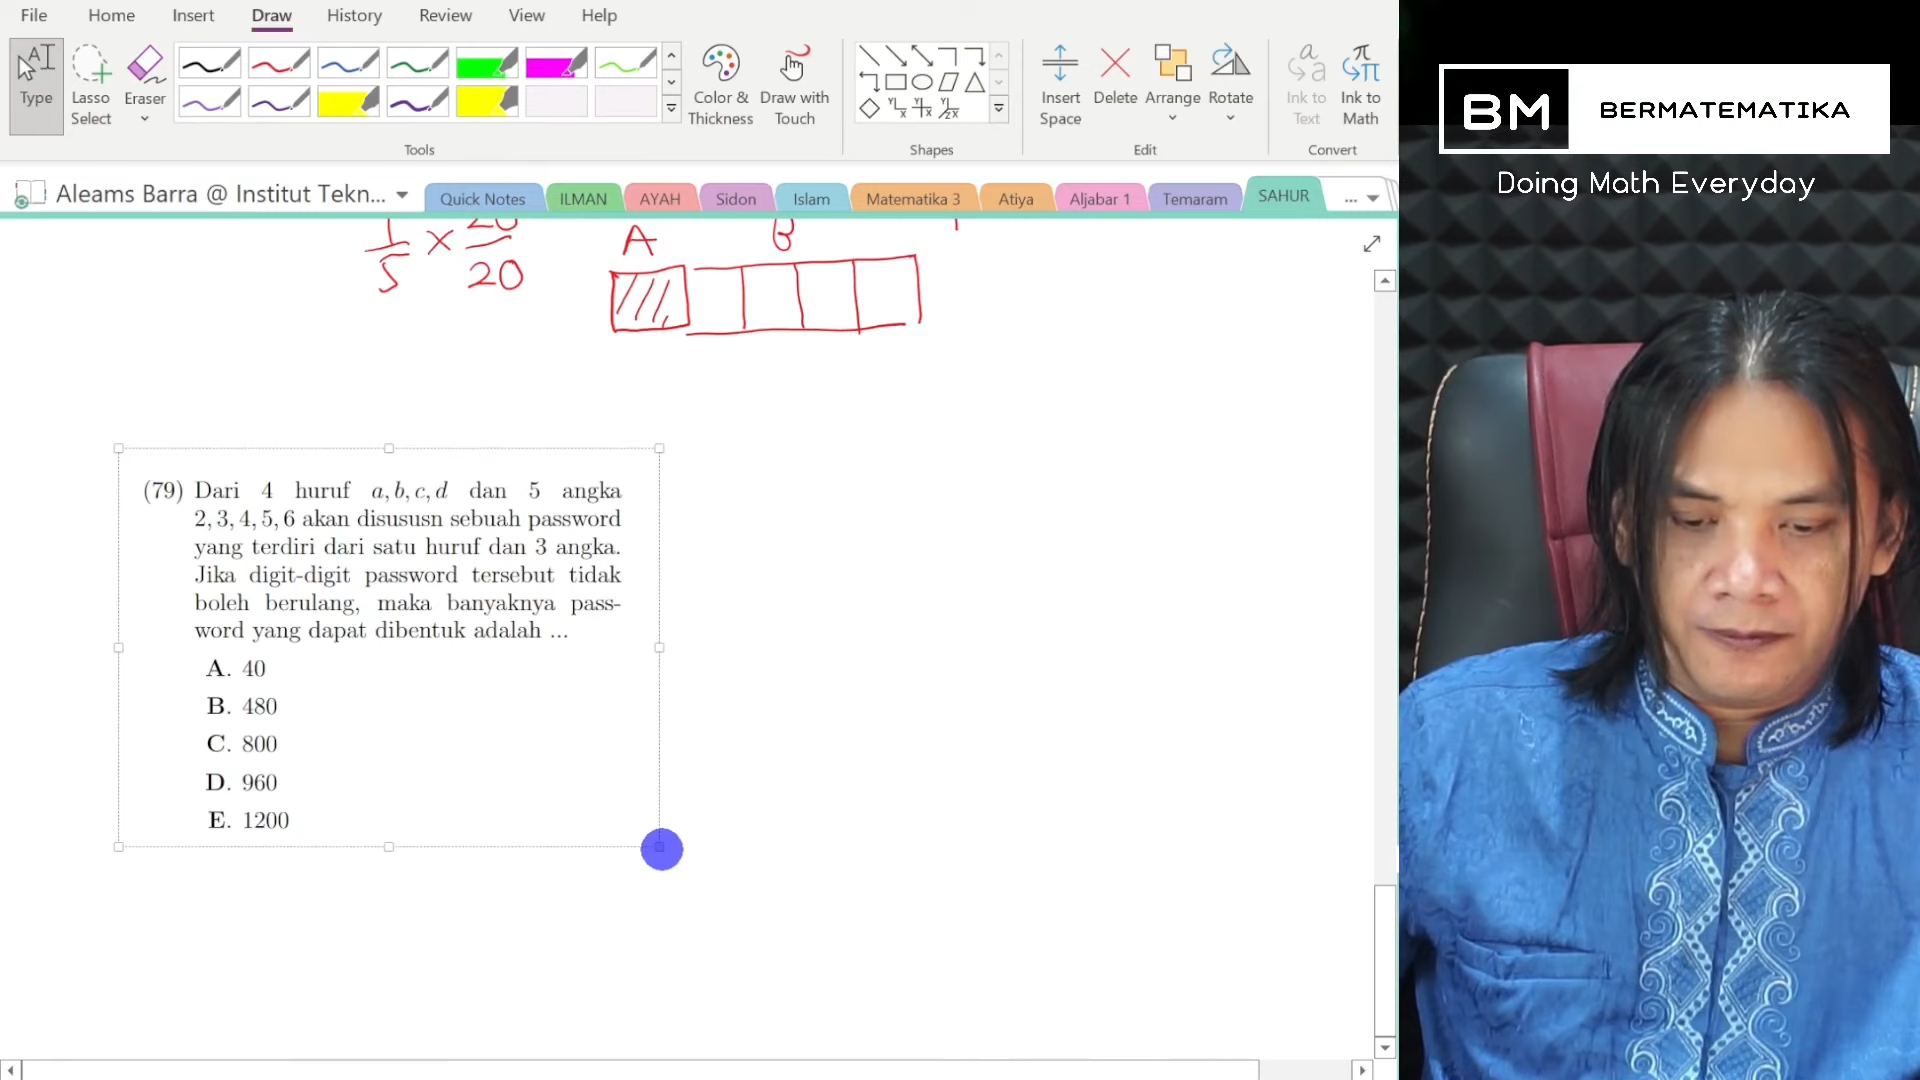 File Home Insert Draw History Review View Help
Type
Lasso Select
Eraser
Color & Thickness
Draw with Touch
Insert Space
Delete
Arrange
Rotate
Ink to Text
Ink to Math
Tools
Shapes
Edit
Convert
Aleams Barra @ Institut Tekn...
Quick Notes ILMAN AYAH Sidon Islam Matematika 3 Atiya Aljabar 1 Temaram SAHUR ...
A B
1/5 × 20/20
(79) Dari 4 huruf a, b, c, d dan 5 angka
2, 3, 4, 5, 6 akan disususn sebuah password
yang terdiri dari satu huruf dan 3 angka.
Jika digit-digit password tersebut tidak
boleh berulang, maka banyaknya pass-
word yang dapat dibentuk adalah ...
A. 40
B. 480
C. 800
D. 960
E. 1200
BM BERMATEMATIKA
Doing Math Everyday